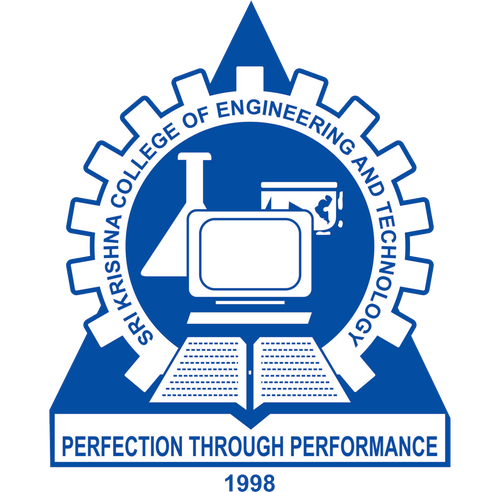 SRI KRISHNA COLLEGE OF ENGINEERING AND TECHNOLOGY
PERFECTION THROUGH PERFORMANCE
1998